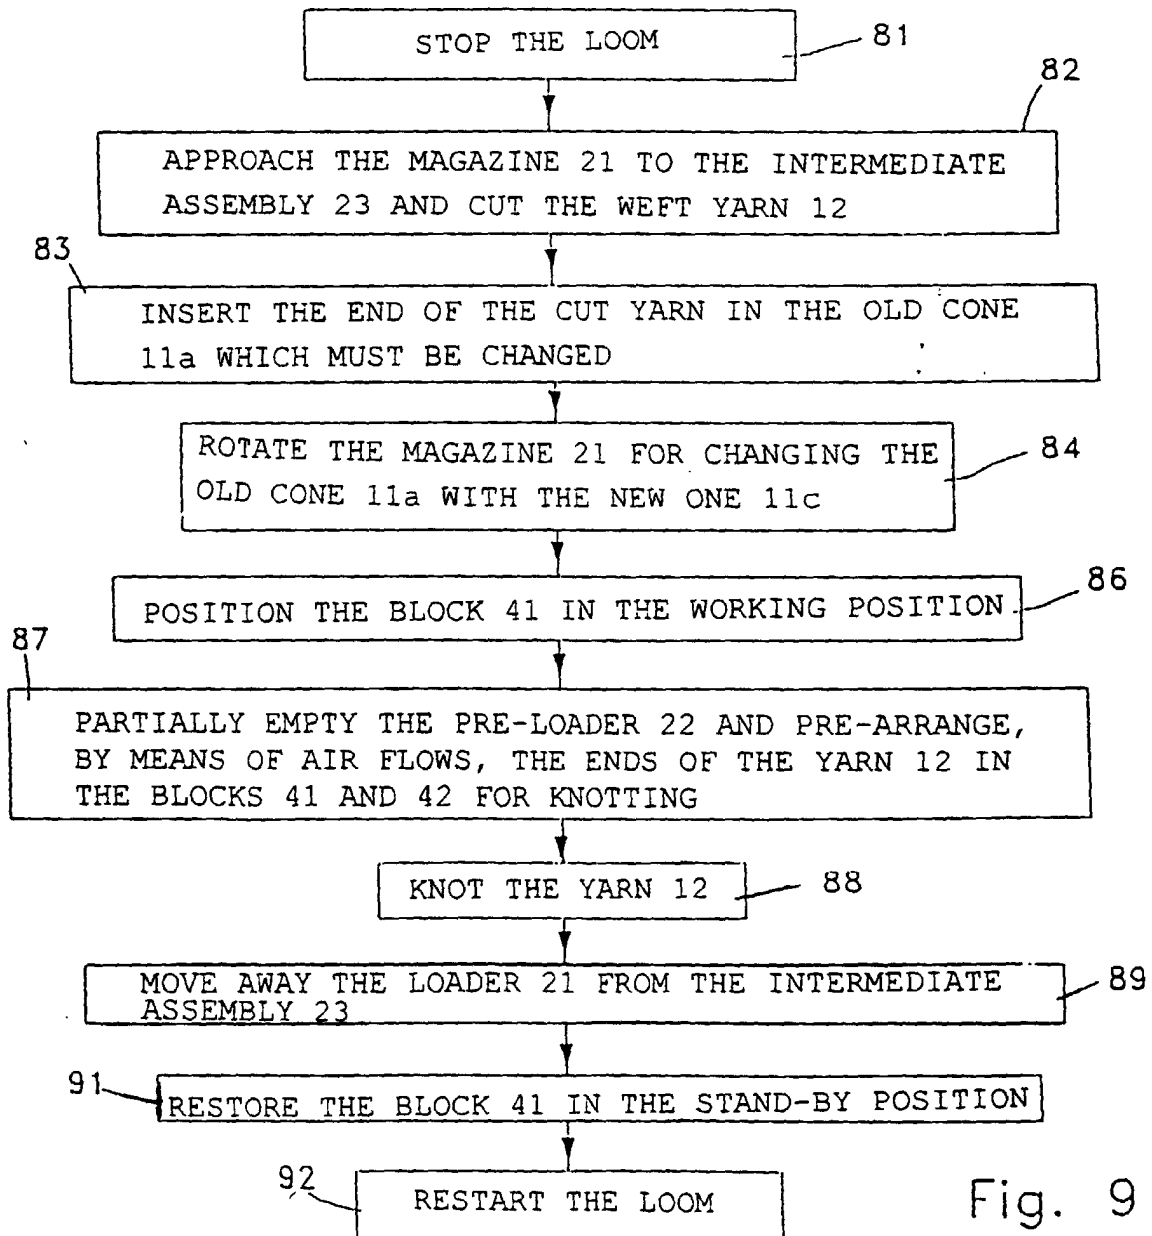 STOP THE LOOM
81
82
APPROACH THE MAGAZINE 21 TO THE INTERMEDIATE
ASSEMBLY 23 AND CUT THE WEFT YARN 12
83
INSERT THE END OF THE CUT YARN IN THE OLD CONE
11a WHICH MUST BE CHANGED
ROTATE THE MAGAZINE 21 FOR CHANGING THE
OLD CONE 11a WITH THE NEW ONE 11c
84
POSITION THE BLOCK 41 IN THE WORKING POSITION
86
87
PARTIALLY EMPTY THE PRE-LOADER 22 AND PRE-ARRANGE,
BY MEANS OF AIR FLOWS, THE ENDS OF THE YARN 12 IN
THE BLOCKS 41 AND 42 FOR KNOTTING
KNOT THE YARN 12
88
MOVE AWAY THE LOADER 21 FROM THE INTERMEDIATE
ASSEMBLY 23
89
91
RESTORE THE BLOCK 41 IN THE STAND-BY POSITION
92
RESTART THE LOOM
Fig. 9